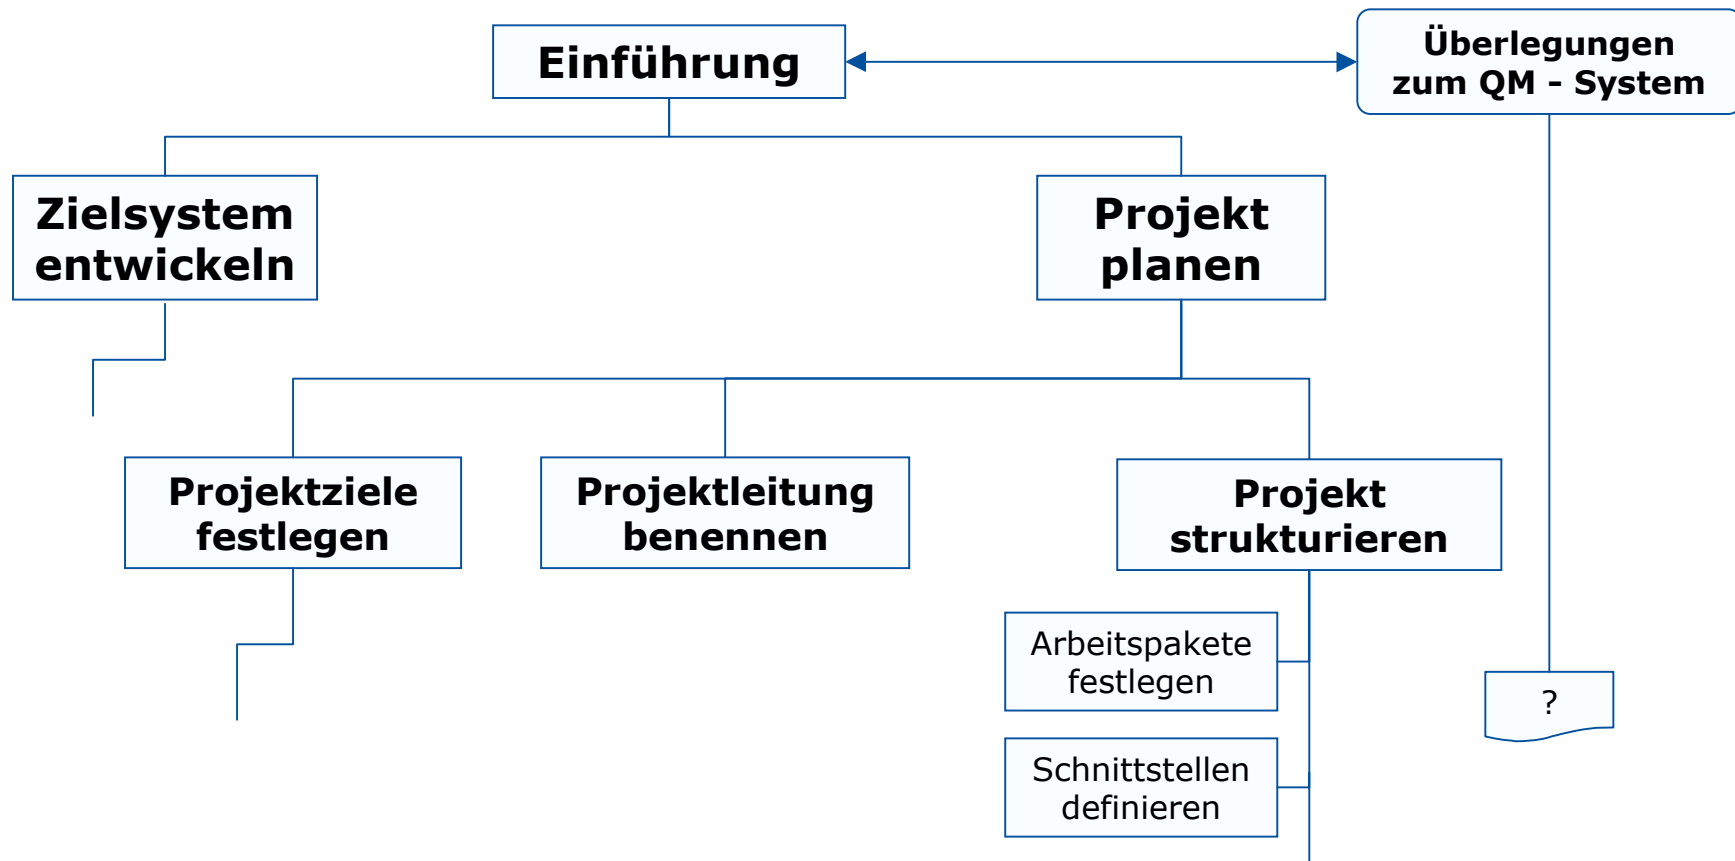 Einführung
Überlegungen
zum QM – System
Zielsystem
entwickeln
Projekt
planen
Projektziele
festlegen
Projektleitung
benennen
Projekt
strukturieren
Arbeitspakete
festlegen
?
Schnittstellen
definieren